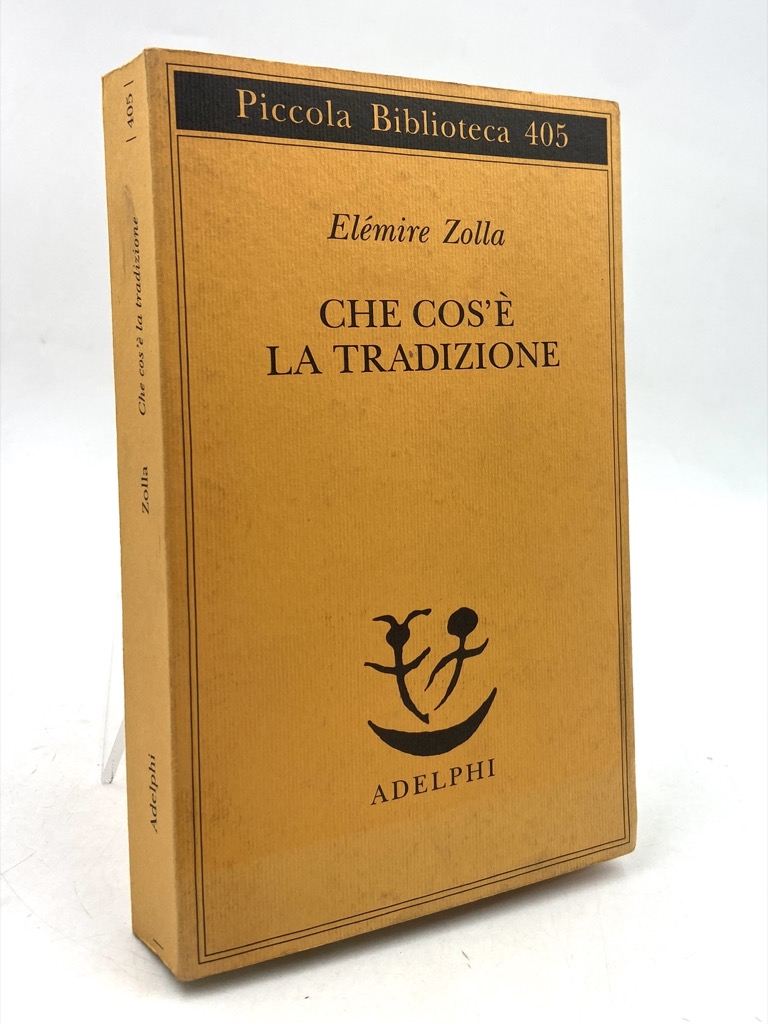 Piccola Biblioteca 405
Elémire Zolla
CHE COS'È
LA TRADIZIONE
ADELPHI
| 405 |
Che cos'è la tradizione
Zolla
Adelphi